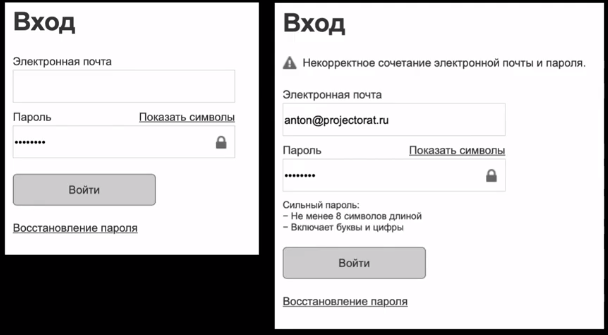 Вход
Электронная почта
Пароль Показать символы
••••••••
Войти
Восстановление пароля
Вход
Некорректное сочетание электронной почты и пароля.
Электронная почта
anton@projectorat.ru
Пароль Показать символы
••••••••
Сильный пароль:
– Не менее 8 символов длиной
– Включает буквы и цифры
Войти
Восстановление пароля